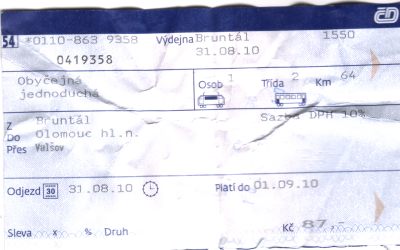 54 *0110-863 9358 Výdejna Bruntál 1550
0419358 31.08.10
Obyčejná Osob 1 Třída 2 Km 64
jednoduchá
Z Bruntál Sazba DPH 10%
Do Olomouc hl.n.
Přes Valšov
Odjezd 30 31.08.10 Platí do 01.09.10
Sleva x % Druh Kč 87,-
ČD